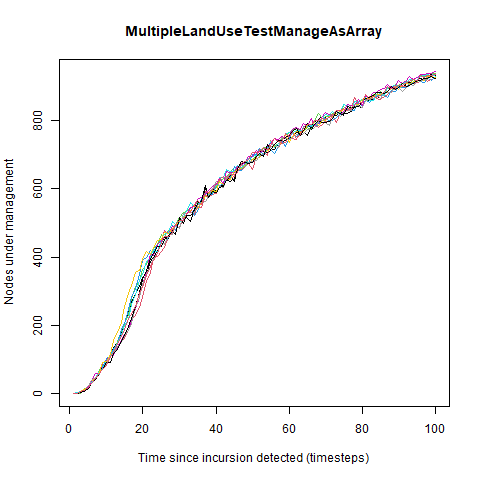 MultipleLandUseTestManageAsArray
Nodes under management
800
600
400
200
0
0 20 40 60 80 100
Time since incursion detected (timesteps)